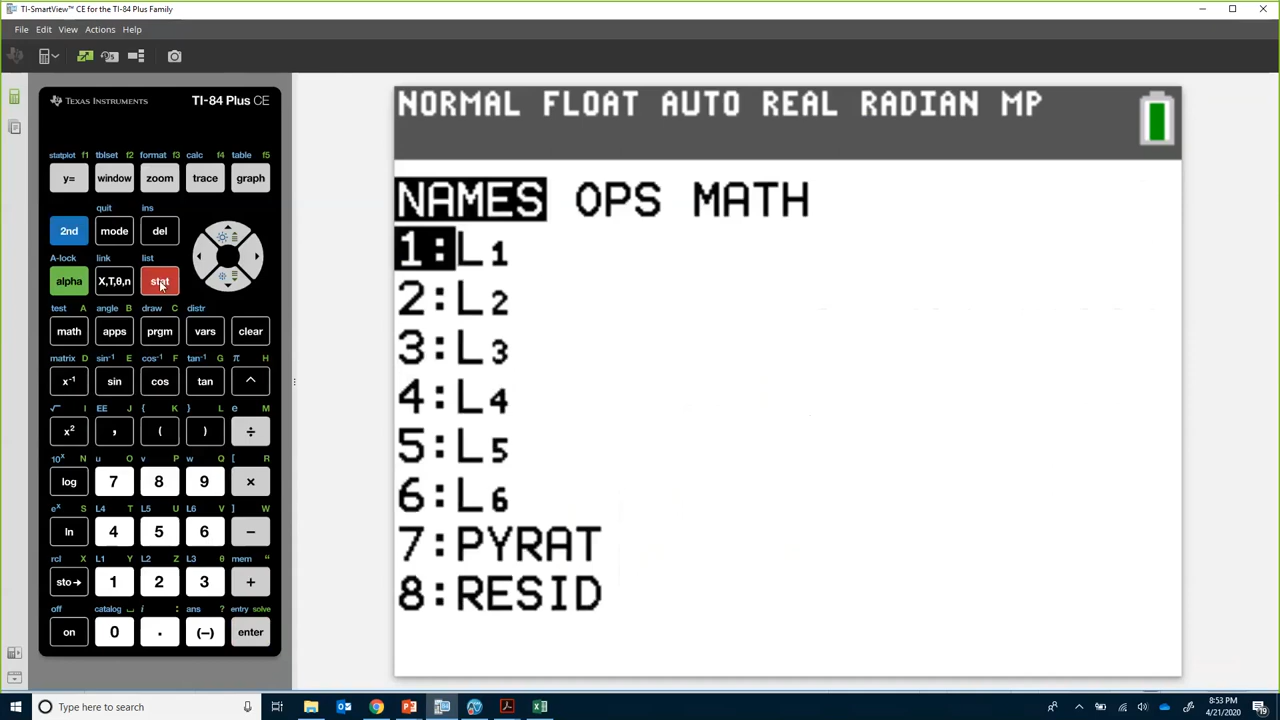 TI-SmartView™ CE for the TI-84 Plus Family
File Edit View Actions Help
TEXAS INSTRUMENTS TI-84 Plus CE
statplot f1 tblset f2 format f3 calc f4 table f5
y= window zoom trace graph
quit ins
2nd mode del
A-lock link list
alpha X,T,θ,n stat
test A angle B draw C distr
math apps prgm vars clear
matrix D sin⁻¹ E cos⁻¹ F tan⁻¹ G π H
x⁻¹ sin cos tan ^
√ I EE J { K } L e M
x² , ( ) ÷
10ˣ N u O v P w Q [ R
log 7 8 9 ×
eˣ S L4 T L5 U L6 V ] W
ln 4 5 6 −
rcl X L1 Y L2 Z L3 θ mem "
sto→ 1 2 3 +
off catalog ␣ i : ans ? entry solve
on 0 . (−) enter
NORMAL FLOAT AUTO REAL RADIAN MP
NAMES OPS MATH
1:L1
2:L2
3:L3
4:L4
5:L5
6:L6
7:PYRAT
8:RESID
Type here to search
8:53 PM
4/21/2020
19